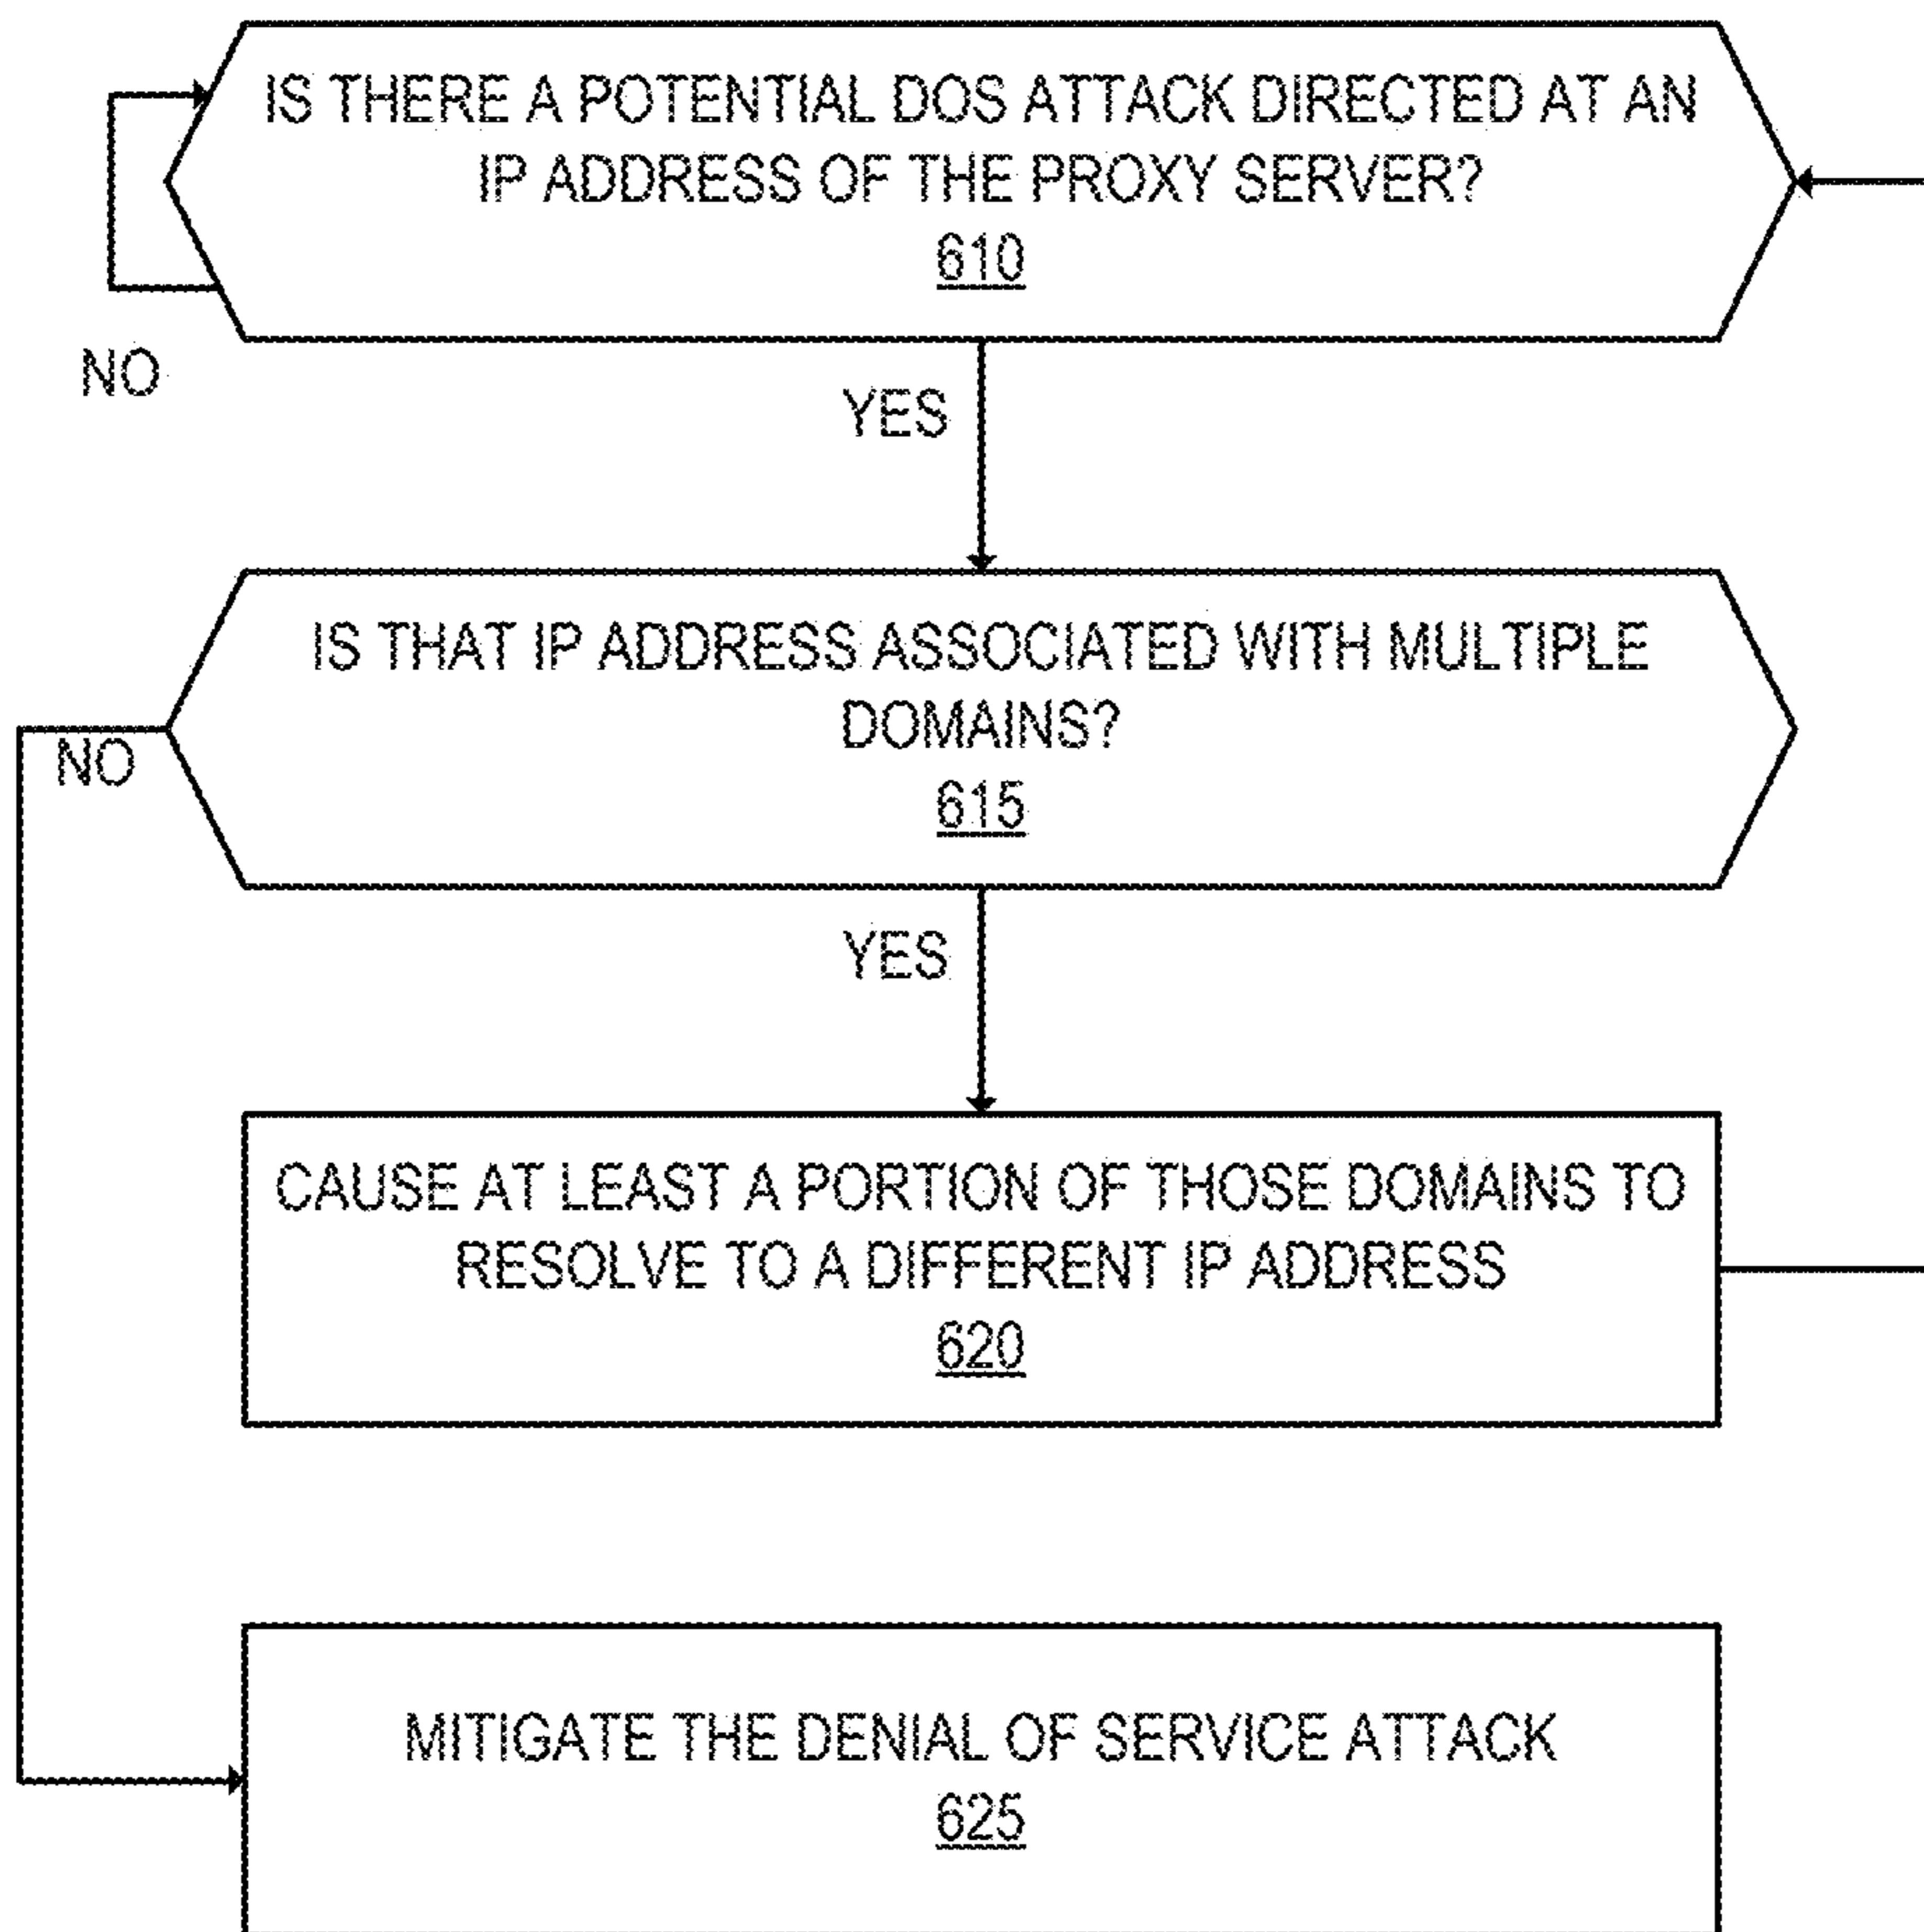 IS THERE A POTENTIAL DOS ATTACK DIRECTED AT AN
IP ADDRESS OF THE PROXY SERVER?
610
NO
YES
IS THAT IP ADDRESS ASSOCIATED WITH MULTIPLE
DOMAINS?
615
NO
YES
CAUSE AT LEAST A PORTION OF THOSE DOMAINS TO
RESOLVE TO A DIFFERENT IP ADDRESS
620
MITIGATE THE DENIAL OF SERVICE ATTACK
625